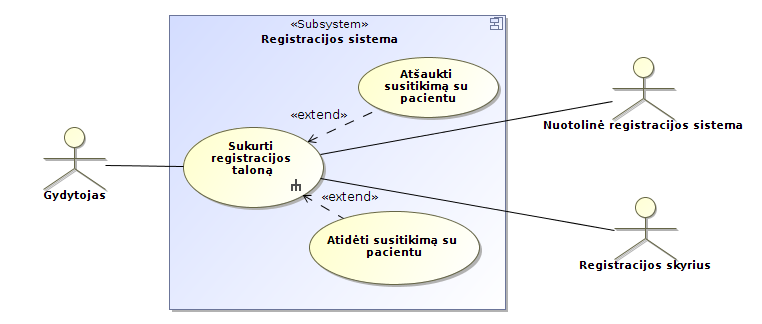 «Subsystem»
Registracijos sistema
Atšaukti
susitikimą su
pacientu
«extend»
Nuotolinė registracijos sistema
Sukurti
registracijos
taloną
Gydytojas
«extend»
Atidėti susitikimą su
pacientu
Registracijos skyrius